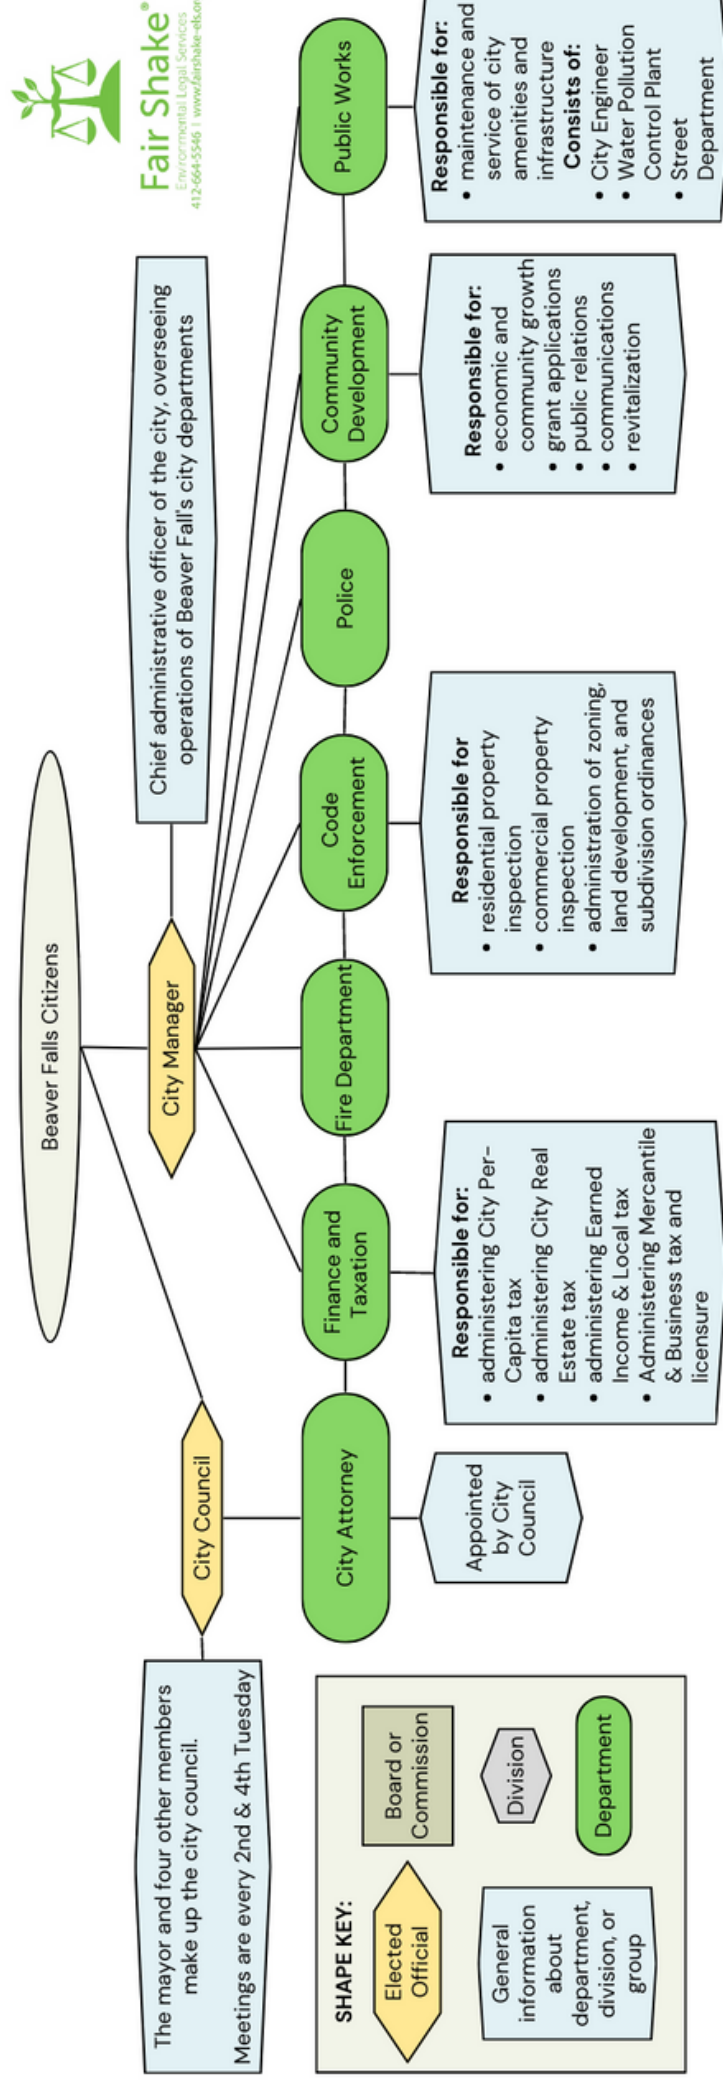 Fair Shake®
Environmental Legal Services
412-664-5546 | www.fairshake-els.org
Beaver Falls Citizens
City Manager
Chief administrative officer of the city, overseeing
operations of Beaver Fall's city departments
City Council
The mayor and four other members
make up the city council.
Meetings are every 2nd & 4th Tuesday
City Attorney
Appointed
by City
Council
Finance and
Taxation
Responsible for:
• administering City Per-
Capita tax
• administering City Real
Estate tax
• administering Earned
Income & Local tax
• Administering Mercantile
& Business tax and
licensure
Fire Department
Code
Enforcement
Responsible for
• residential property
inspection
• commercial property
inspection
• administration of zoning,
land development, and
subdivision ordinances
Police
Community
Development
Responsible for:
• economic and
community growth
• grant applications
• public relations
• communications
• revitalization
Public Works
Responsible for:
• maintenance and
service of city
amenities and
infrastructure
Consists of:
• City Engineer
• Water Pollution
Control Plant
• Street
Department
SHAPE KEY:
Elected
Official
Board or
Commission
General
information
about
department,
division, or
group
Division
Department